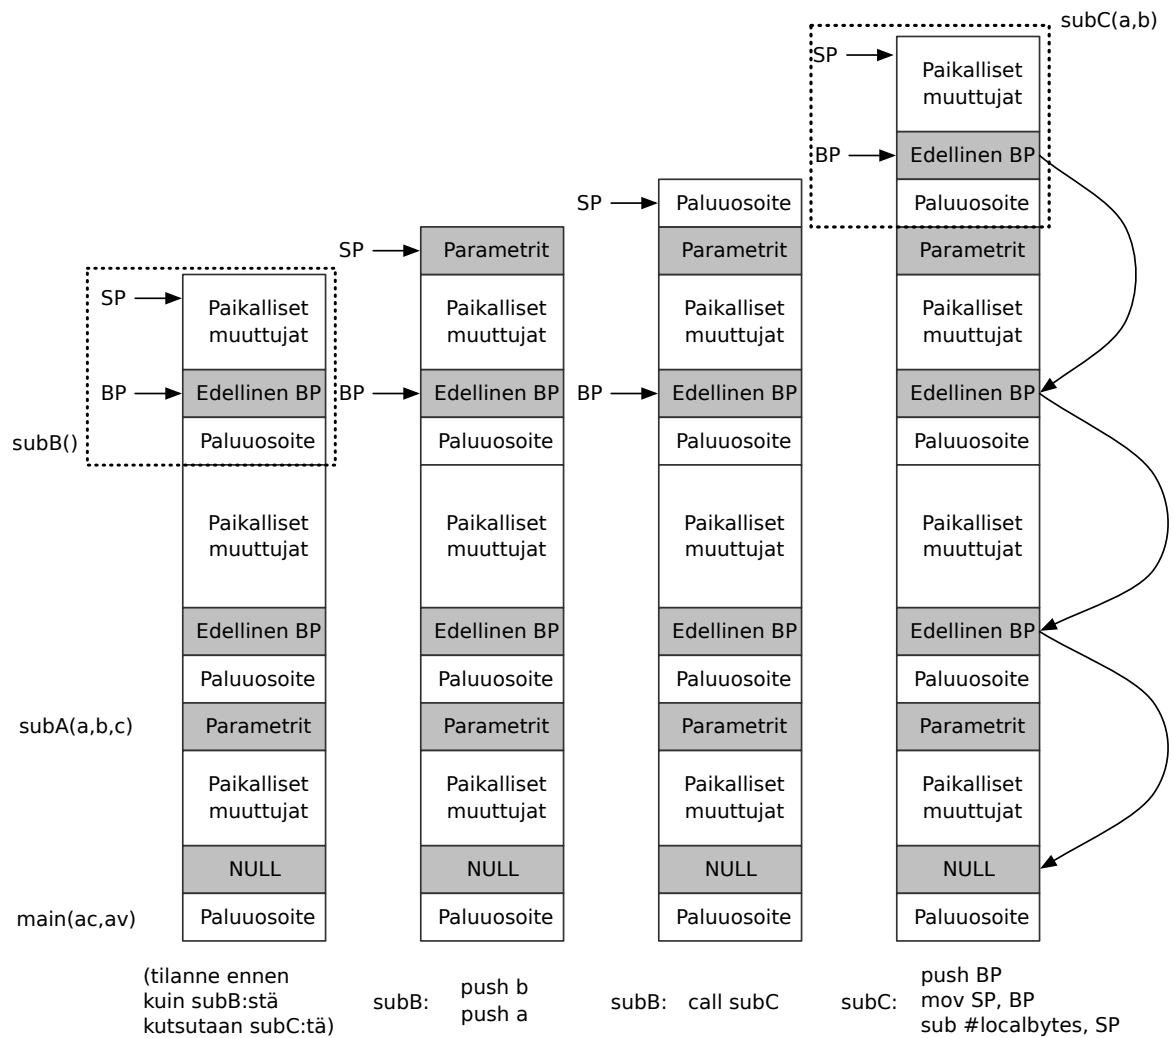 subC(a,b)
SP
Paikalliset
muuttujat
BP
Edellinen BP
SP
Paluuosoite
Paluuosoite
SP
Parametrit
Parametrit
Parametrit
SP
Paikalliset
muuttujat
Paikalliset
muuttujat
Paikalliset
muuttujat
Paikalliset
muuttujat
BP
Edellinen BP
BP
Edellinen BP
BP
Edellinen BP
Edellinen BP
subB()
Paluuosoite
Paluuosoite
Paluuosoite
Paluuosoite
Paikalliset
muuttujat
Paikalliset
muuttujat
Paikalliset
muuttujat
Paikalliset
muuttujat
Edellinen BP
Edellinen BP
Edellinen BP
Edellinen BP
Paluuosoite
Paluuosoite
Paluuosoite
Paluuosoite
subA(a,b,c)
Parametrit
Parametrit
Parametrit
Parametrit
Paikalliset
muuttujat
Paikalliset
muuttujat
Paikalliset
muuttujat
Paikalliset
muuttujat
NULL
NULL
NULL
NULL
main(ac,av)
Paluuosoite
Paluuosoite
Paluuosoite
Paluuosoite
(tilanne ennen
kuin subB:stä
kutsutaan subC:tä)
subB:
push b
push a
subB:
call subC
subC:
push BP
mov SP, BP
sub #localbytes, SP